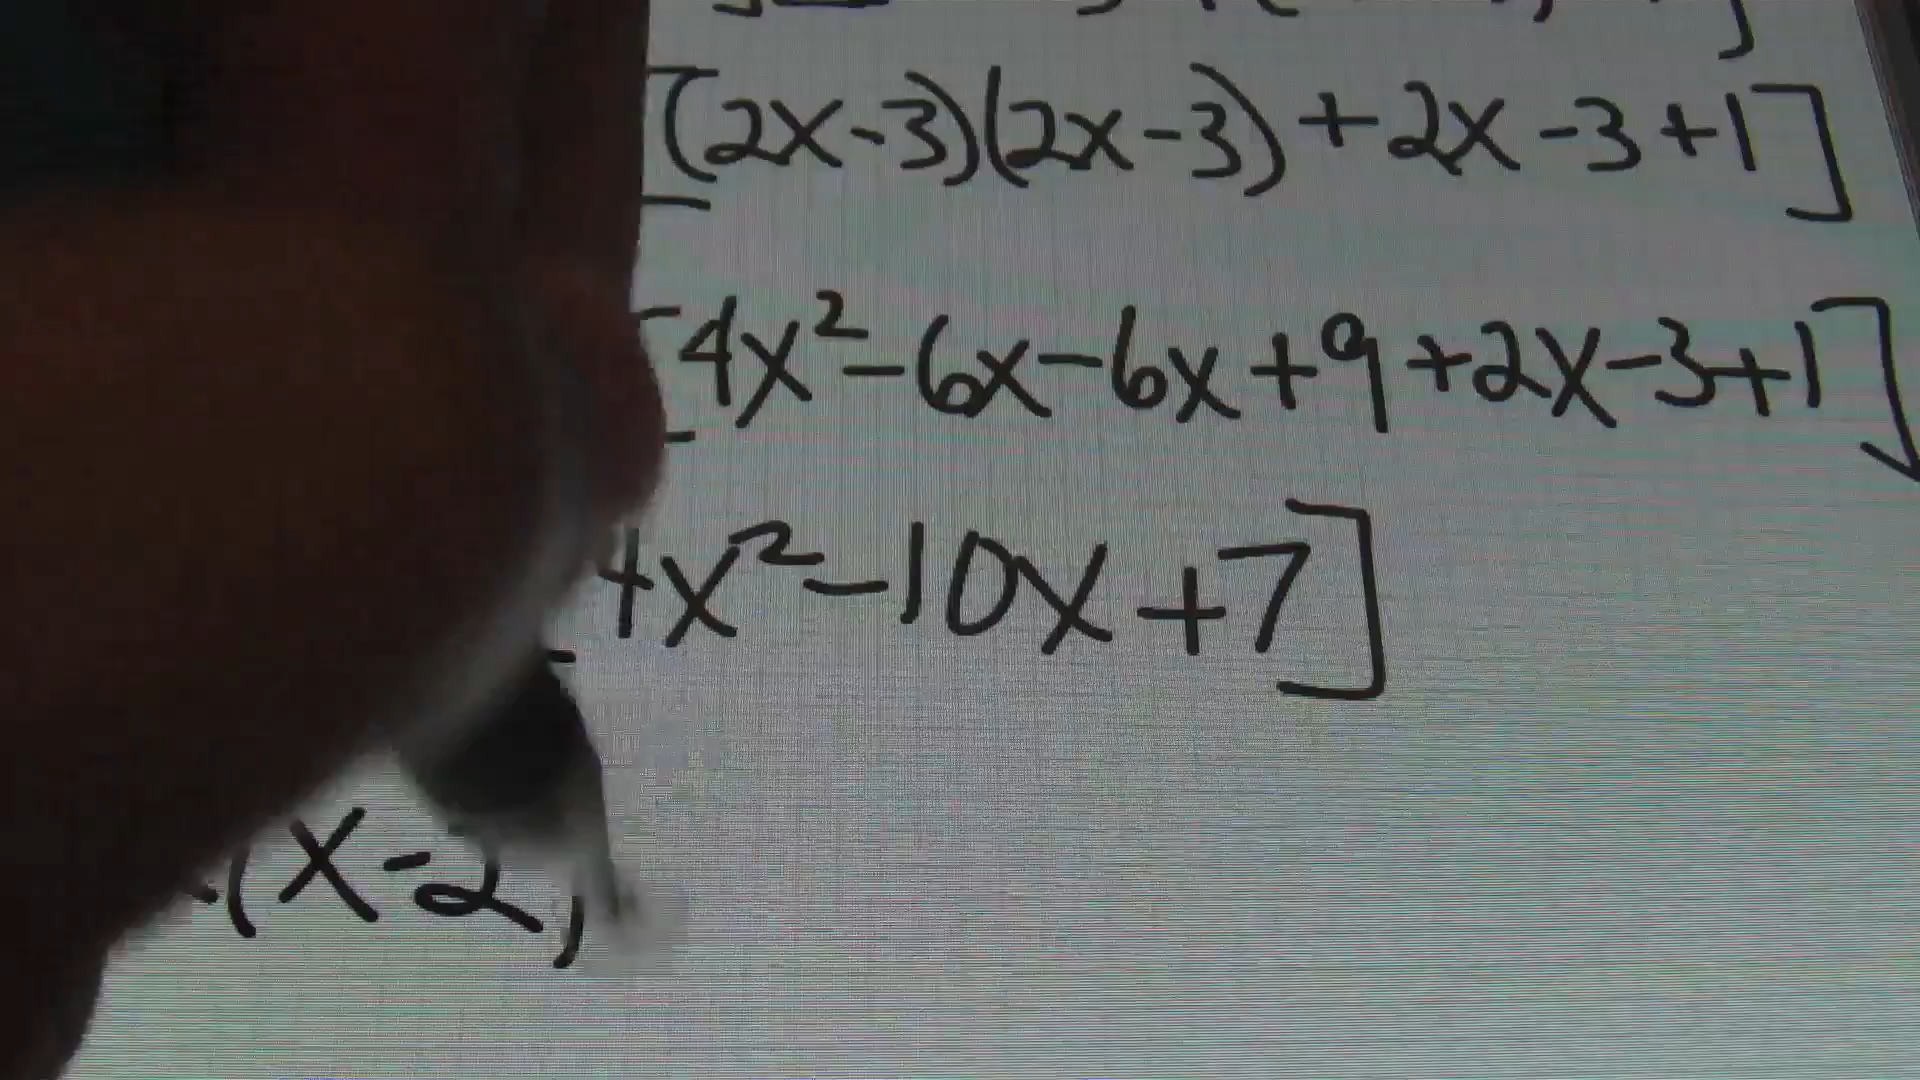 [(2x-3)(2x-3)+2x-3+1]
[4x²-6x-6x+9+2x-3+1]
4x²-10x+7]
(x-2)